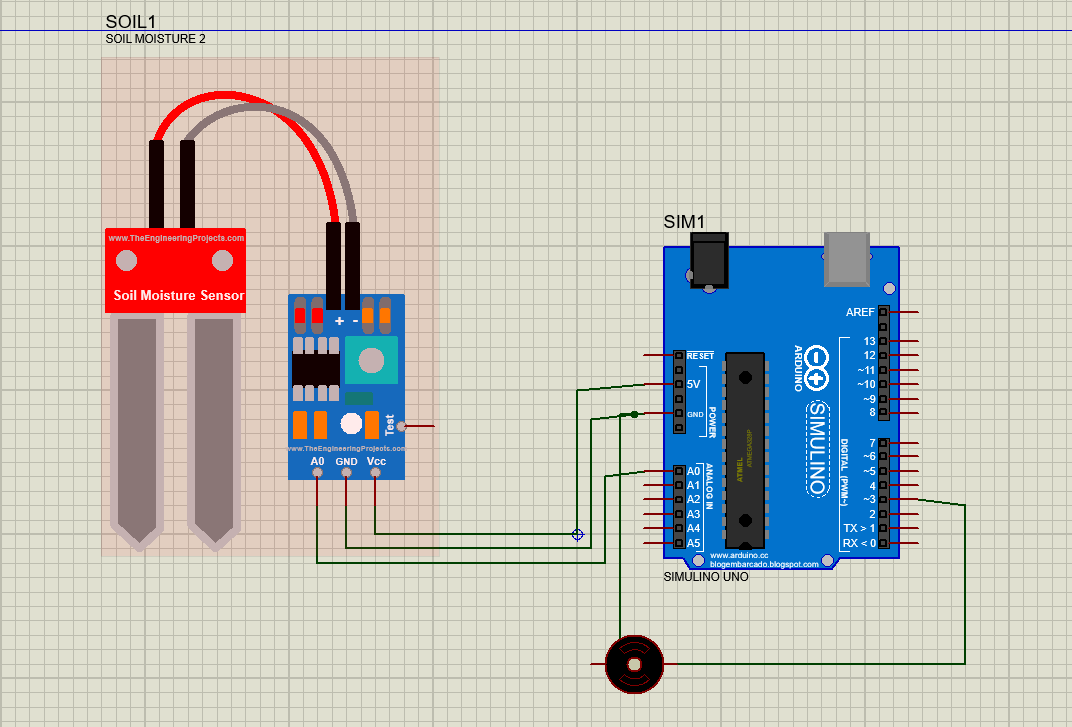 SOIL1
SOIL MOISTURE 2
www.TheEngineeringProjects.com
Soil Moisture Sensor
+ -
Test
www.TheEngineeringProjects.com
A0 GND Vcc
SIM1
AREF
13
12
~11
~10
~9
8
7
~6
~5
4
~3
2
TX > 1
RX < 0
DIGITAL (PWM~)
ARDUINO
SIMULINO
RESET
5V
GND
POWER
A0
A1
A2
A3
A4
A5
ANALOG IN
ATMEL
ATMEGA328P
www.arduino.cc
blogembarcado.blogspot.com
SIMULINO UNO